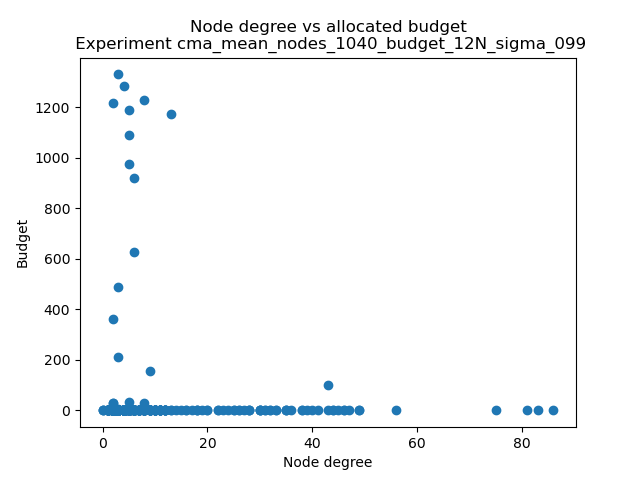 Node degree vs allocated budget
Experiment cma_mean_nodes_1040_budget_12N_sigma_099
1200
1000
800
600
400
200
0
Budget
0 20 40 60 80
Node degree